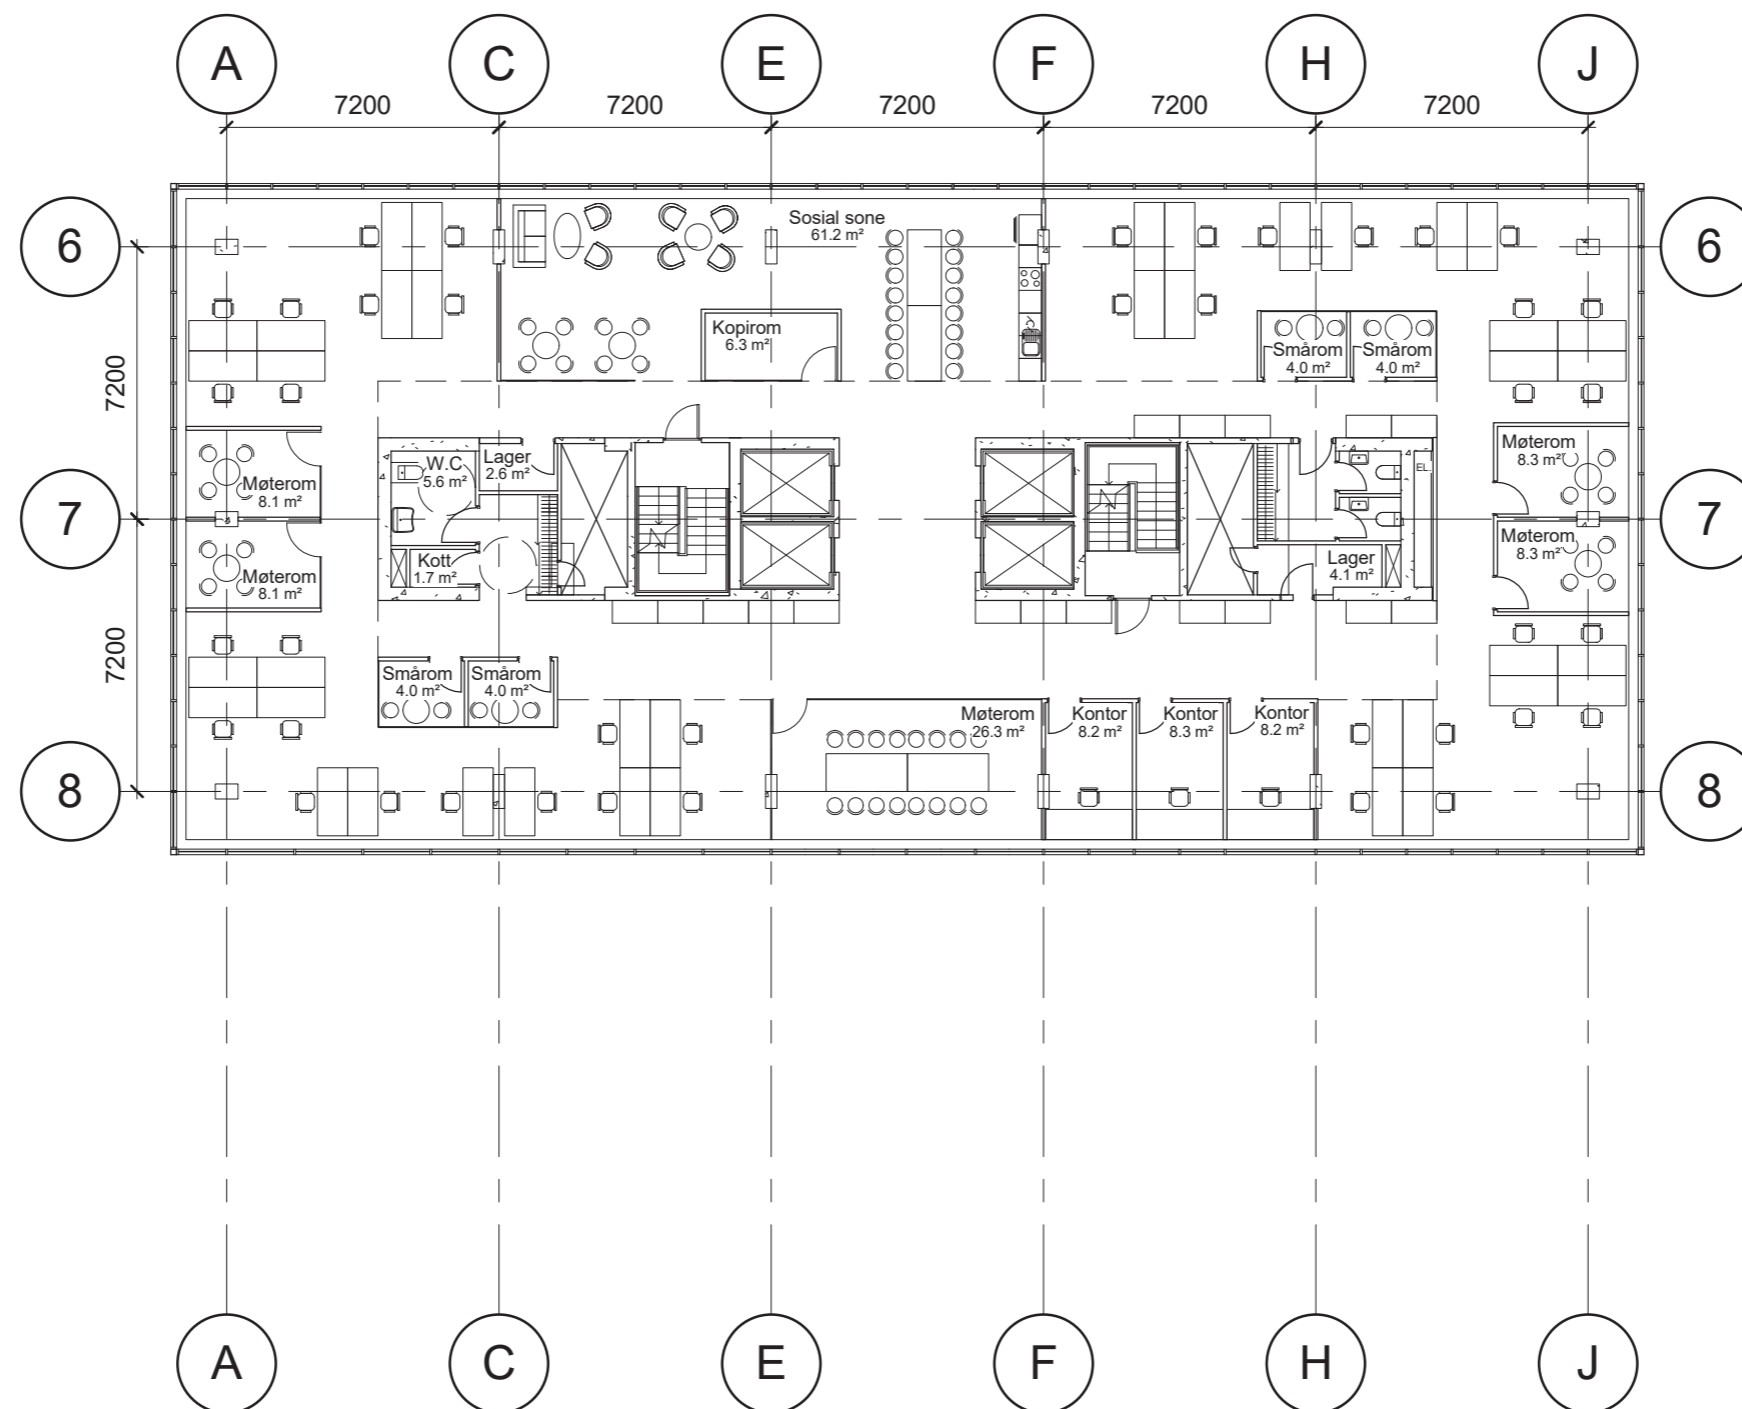 A C E F H J
7200 7200 7200 7200 7200
6 6
Sosial sone
61.2 m²
7200
Kopirom
6.3 m²
Smårom Smårom
4.0 m² 4.0 m²
Møterom
8.3 m²
W.C
5.6 m²
Lager
2.6 m²
EL.
Møterom
8.1 m²
7 7
Møterom
8.3 m²
Kott
1.7 m²
Lager
4.1 m²
Møterom
8.1 m²
7200
Smårom Smårom
4.0 m² 4.0 m²
Møterom
26.3 m²
Kontor Kontor Kontor
8.2 m² 8.3 m² 8.2 m²
8 8
A C E F H J